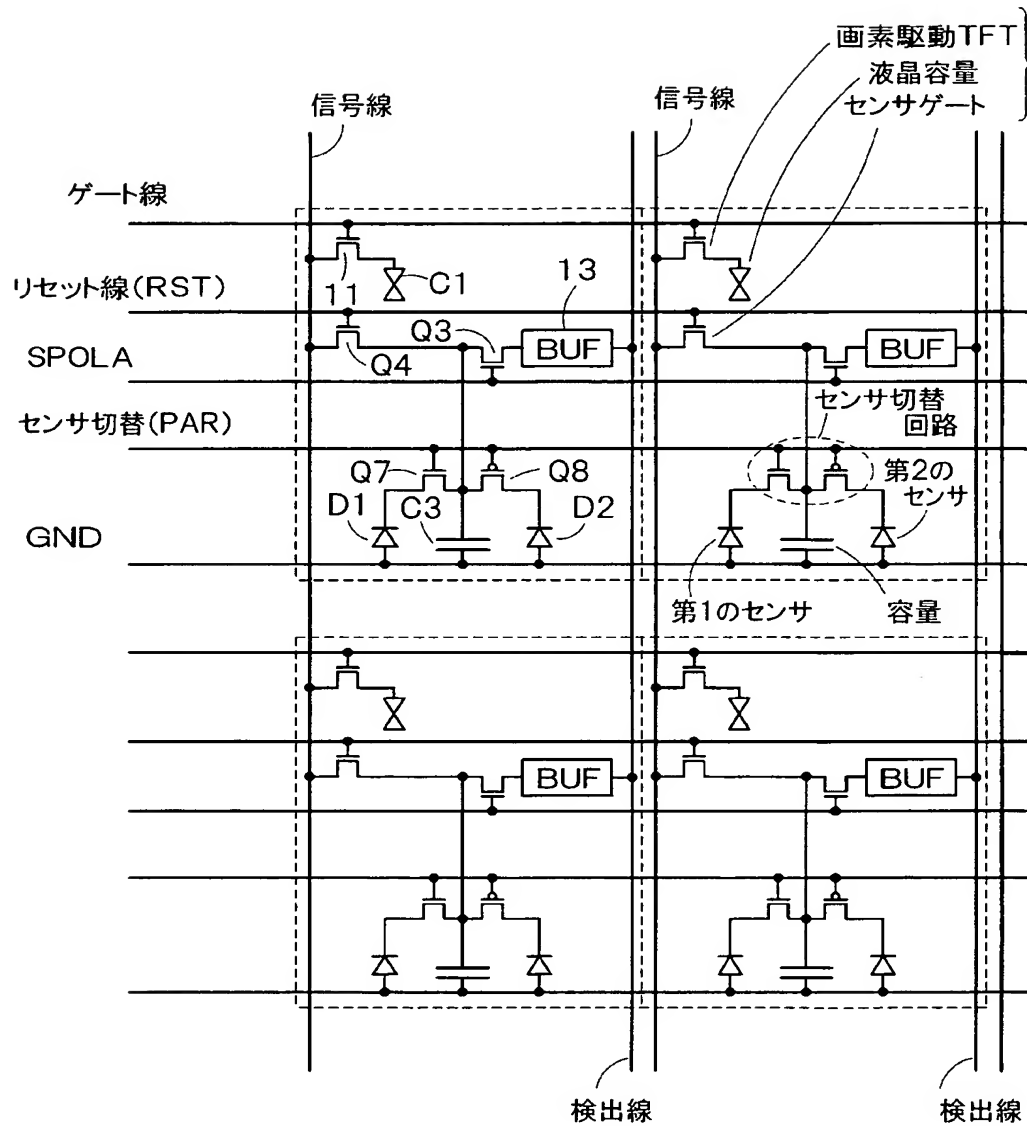 画素駆動TFT
液晶容量
センサゲート
信号線
信号線
ゲート線
リセット線(RST)
11
C1
13
Q3
BUF
BUF
SPOLA
Q4
センサ切替(PAR)
センサ切替
回路
Q7
Q8
第2の
センサ
D1
C3
D2
GND
第1のセンサ
容量
BUF
BUF
検出線
検出線